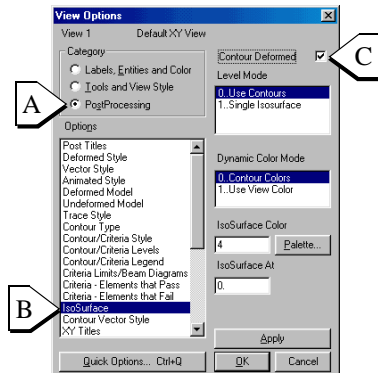 View Options
View 1 Default XY View
Category
Labels, Entities and Color
Tools and View Style
PostProcessing
A
Options
Post Titles
Deformed Style
Vector Style
Animated Style
Deformed Model
Undeformed Model
Trace Style
Contour Type
Contour/Criteria Style
Contour/Criteria Levels
Contour/Criteria Legend
Criteria Limits/Beam Diagrams
Criteria - Elements that Pass
Criteria - Elements that Fail
IsoSurface
Contour Vector Style
XY Titles
B
Quick Options... Ctrl+Q
Contour Deformed
C
Level Mode
0..Use Contours
1..Single Isosurface
Dynamic Color Mode
0..Contour Colors
1..Use View Color
IsoSurface Color
4 Palette...
IsoSurface At
0.
Apply
OK Cancel